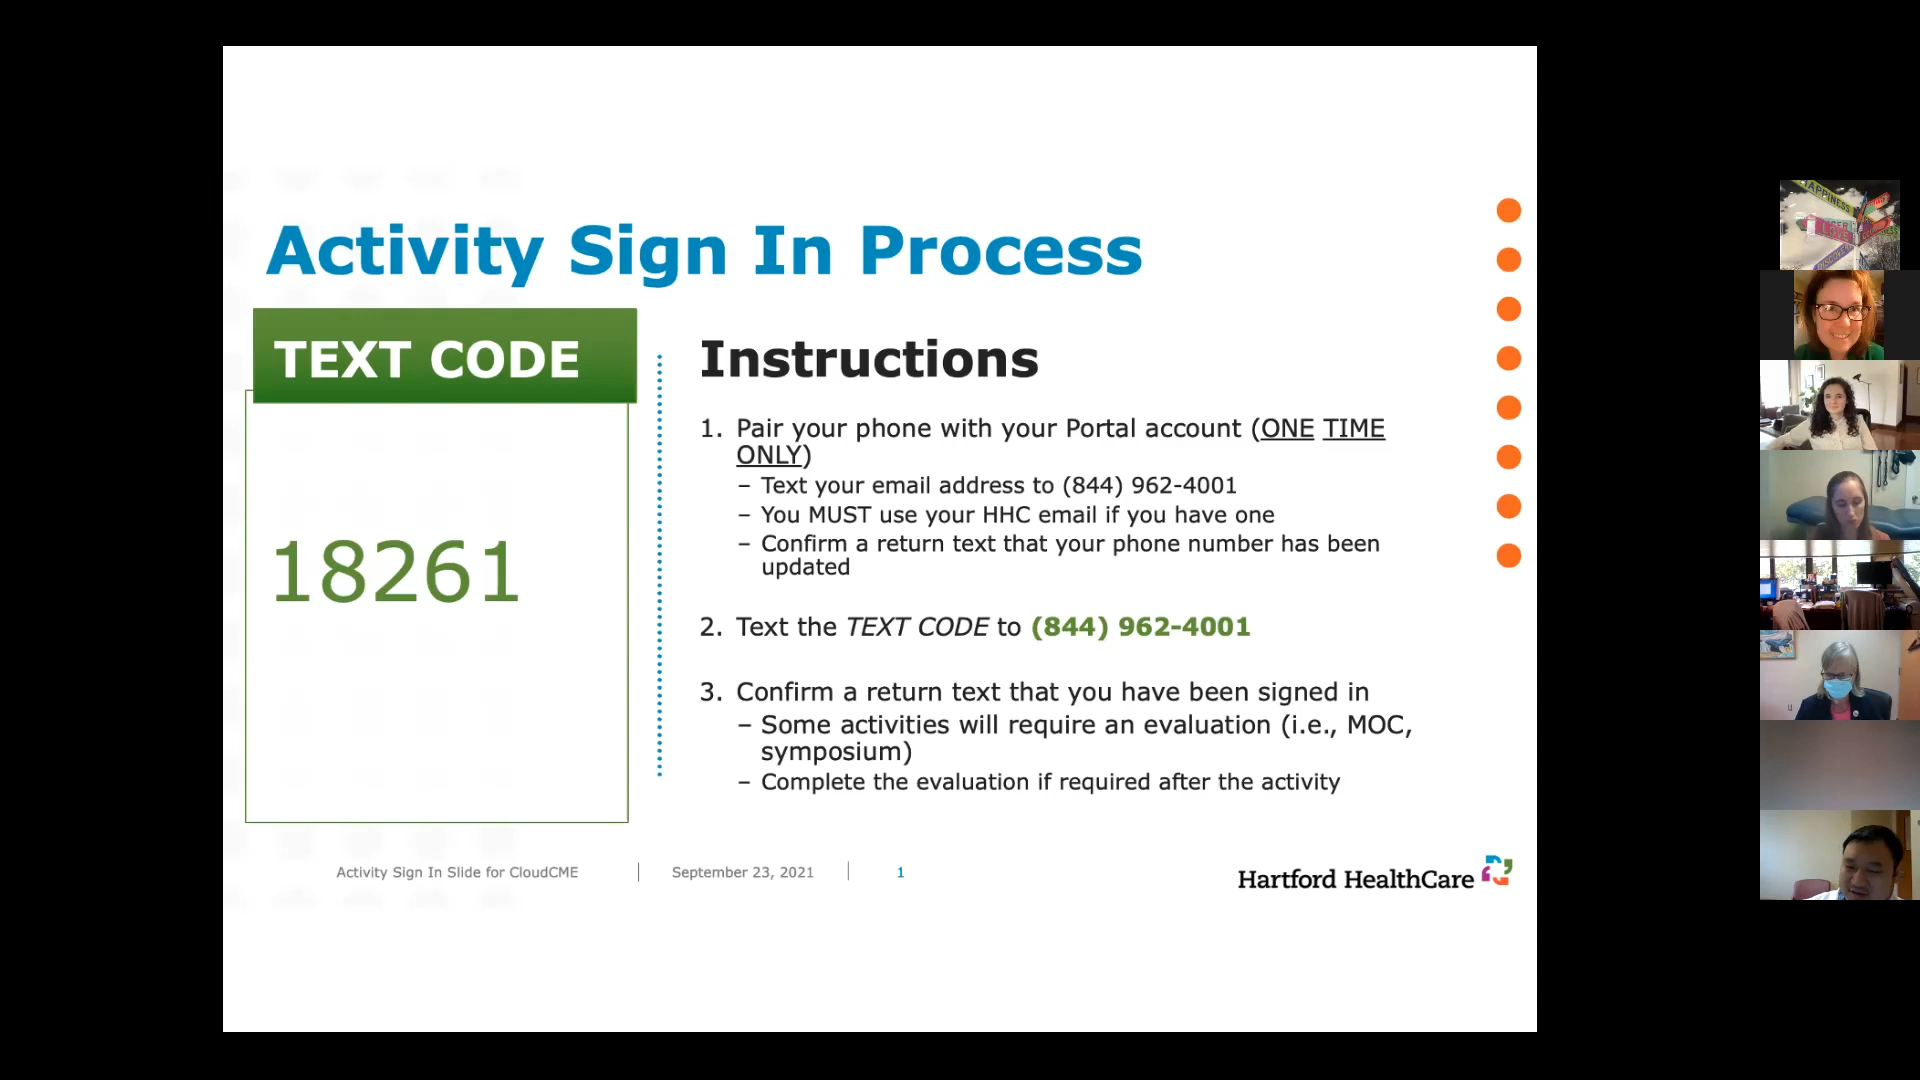 Activity Sign In Process
TEXT CODE
18261
Instructions
1. Pair your phone with your Portal account (ONE TIME
ONLY)
– Text your email address to (844) 962-4001
– You MUST use your HHC email if you have one
– Confirm a return text that your phone number has been
updated
2. Text the TEXT CODE to (844) 962-4001
3. Confirm a return text that you have been signed in
– Some activities will require an evaluation (i.e., MOC,
symposium)
– Complete the evaluation if required after the activity
Activity Sign In Slide for CloudCME
September 23, 2021
1
Hartford HealthCare
HAPPINESS